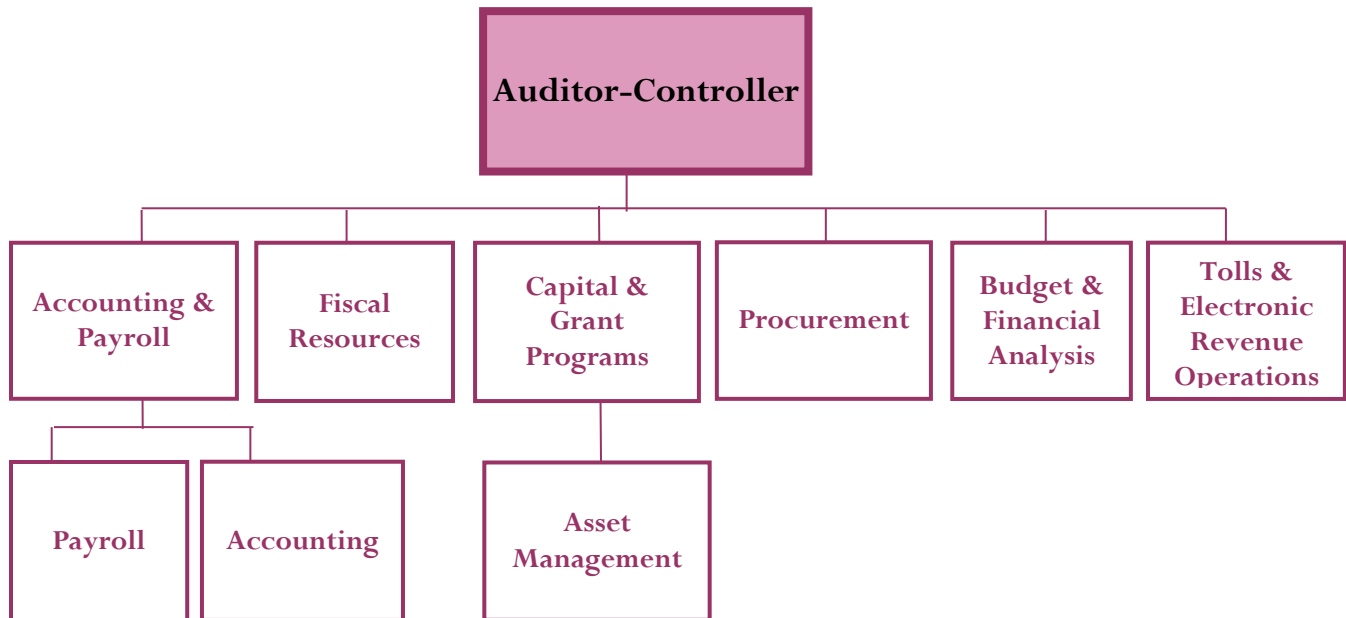 Auditor-Controller
Accounting &
Payroll
Fiscal
Resources
Capital &
Grant
Programs
Procurement
Budget &
Financial
Analysis
Tolls &
Electronic
Revenue
Operations
Payroll
Accounting
Asset
Management